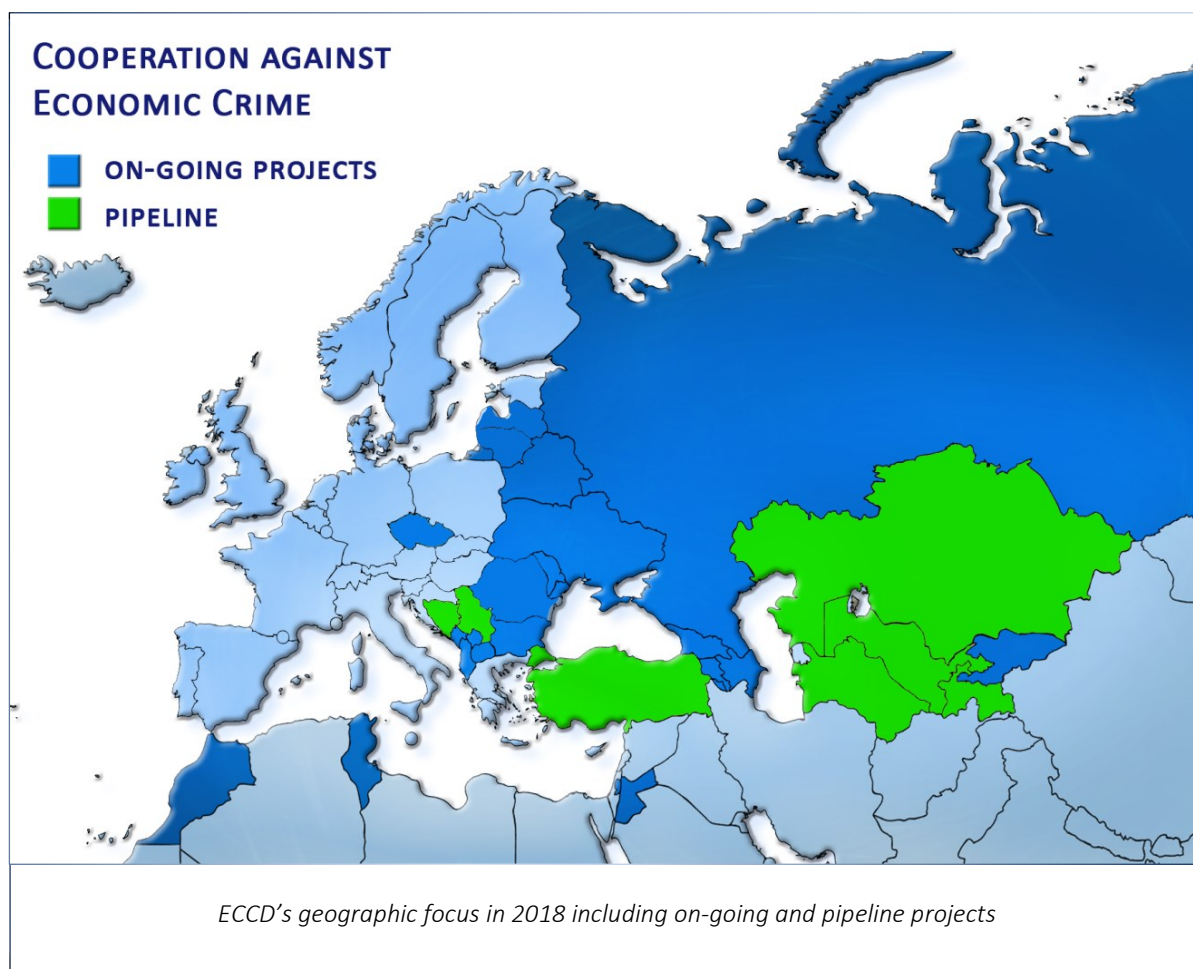 Cooperation against
Economic Crime
on-going projects
pipeline
ECCD’s geographic focus in 2018 including on-going and pipeline projects